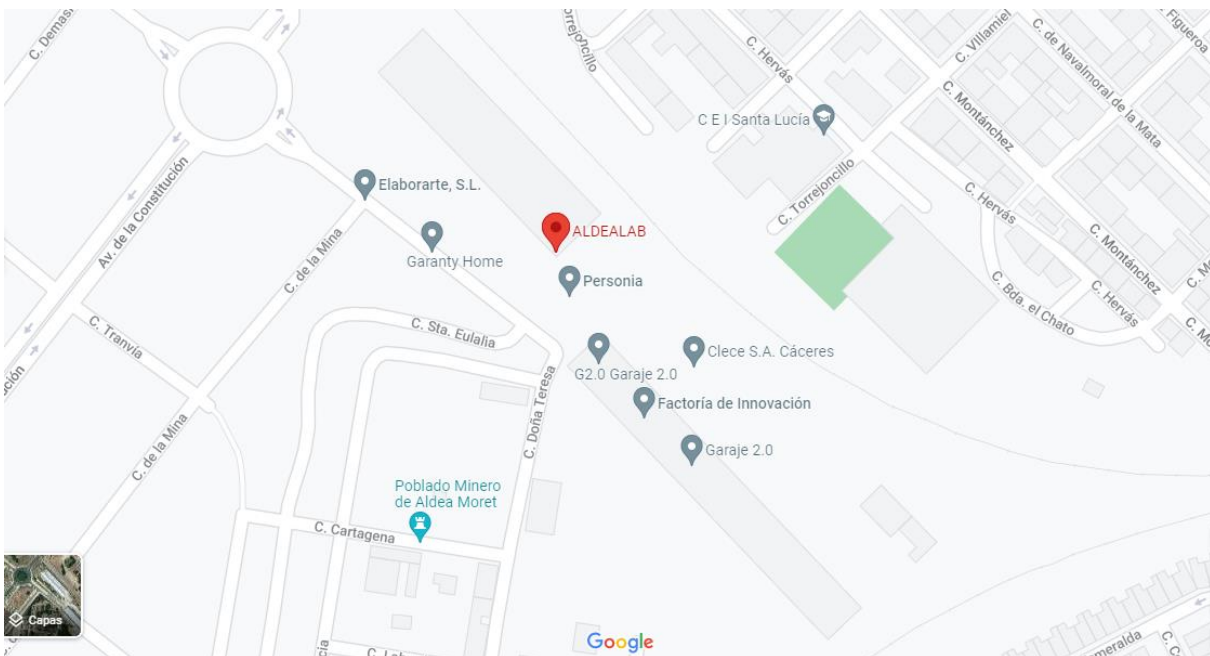 C. Demas
Torrejoncillo
C. Hervás
C. Villamiel
Figueroa
C. de Navalmoral de la Mata
C. Montánchez
C E I Santa Lucía
Elaborarte, S.L.
Av. de la Constitución
C. Torrejoncillo
C. Hervás
ALDEALAB
Garanty Home
C. de la Mina
Personia
C. Montánchez
C. Bda. el Chato
C. Hervás
C. M
C. Mo
C. Tranvía
C. Sta. Eulalia
Clece S.A. Cáceres
G2.0 Garaje 2.0
ución
C. Doña Teresa
Factoría de Innovación
C. de la Mina
Garaje 2.0
Poblado Minero
de Aldea Moret
C. Cartagena
Capas
Google
cia
meralda